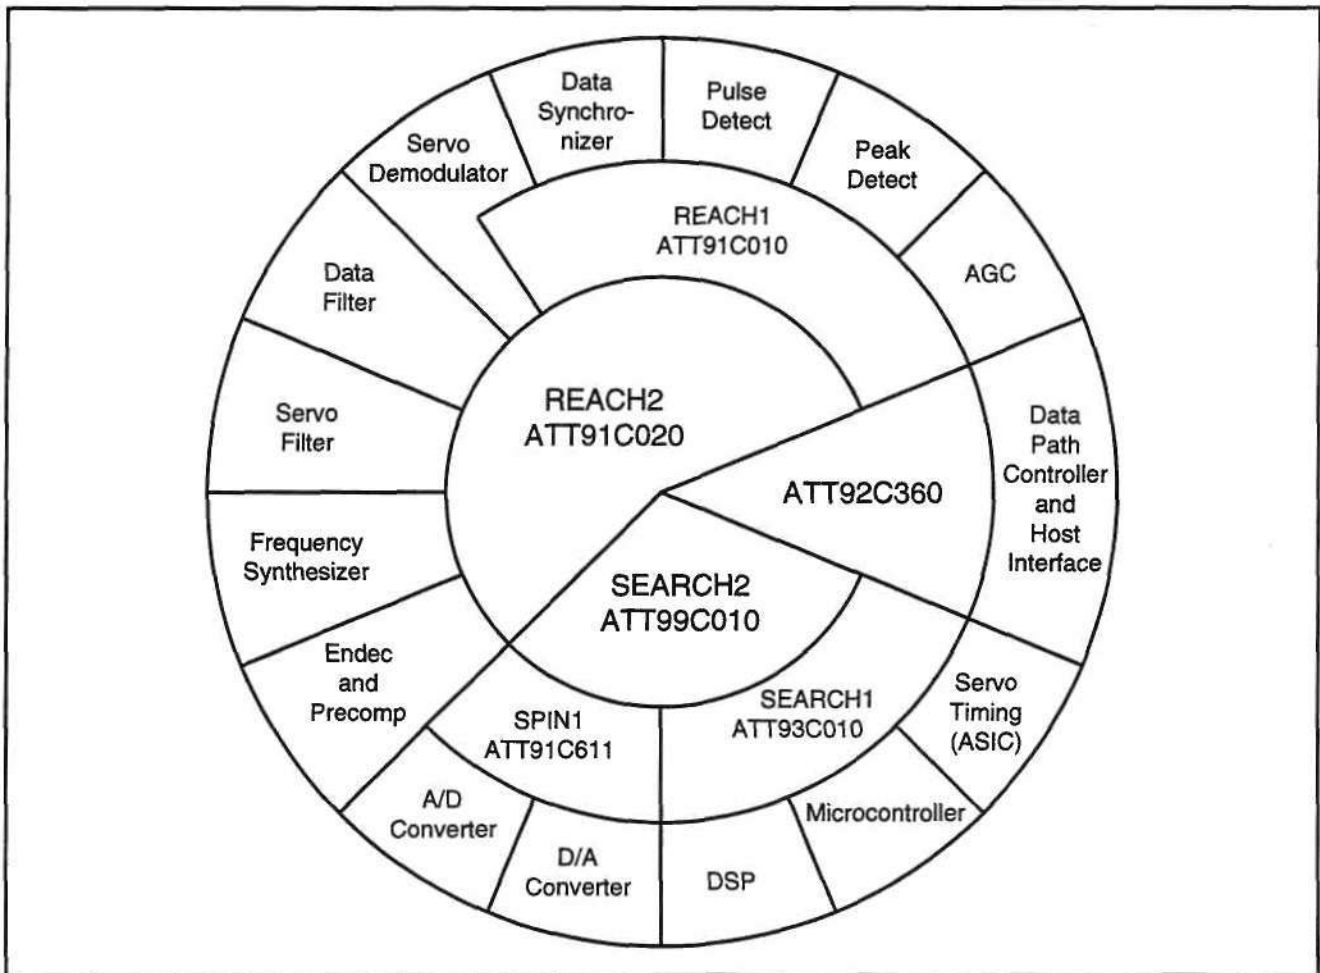 Data
Synchro-
nizer
Pulse
Detect
Peak
Detect
AGC
Servo
Demodulator
Data
Filter
Servo
Filter
Frequency
Synthesizer
Endec
and
Precomp
REACH1
ATT91C010
REACH2
ATT91C020
ATT92C360
Data
Path
Controller
and
Host
Interface
SEARCH2
ATT99C010
SEARCH1
ATT93C010
SPIN1
ATT91C611
Servo
Timing
(ASIC)
Microcontroller
A/D
Converter
D/A
Converter
DSP